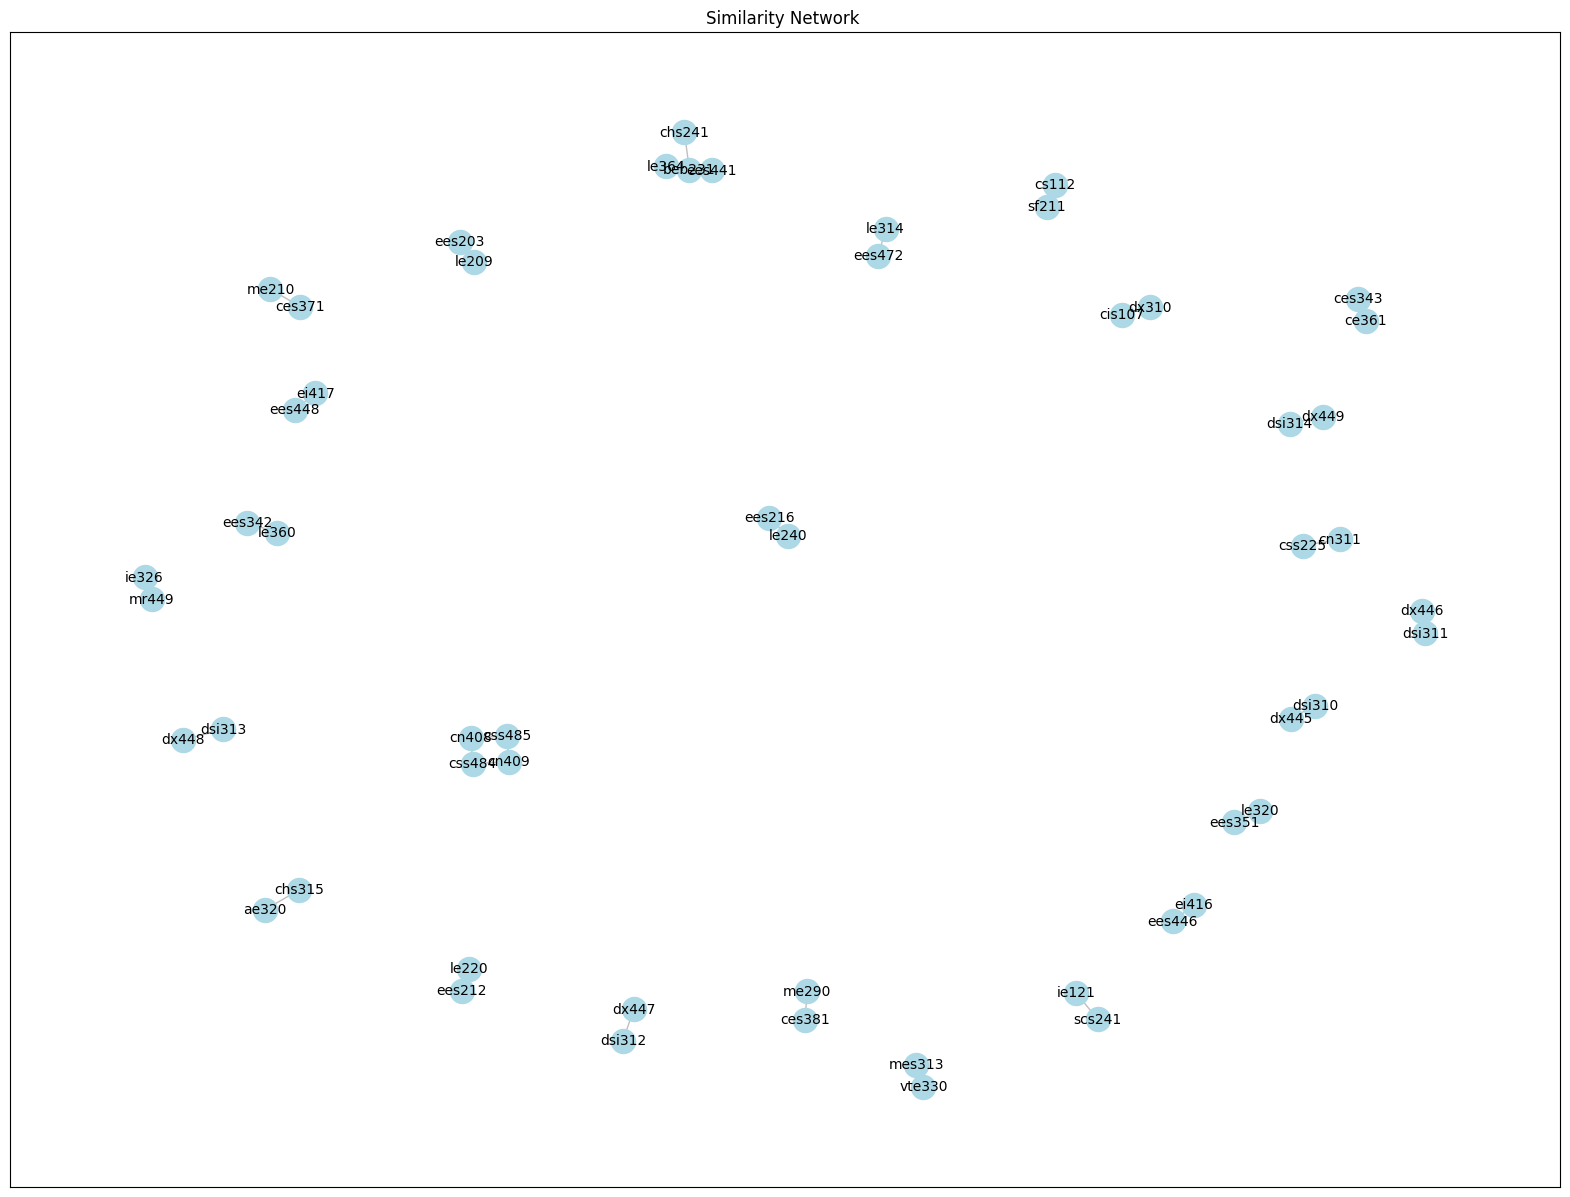 Similarity Network
chs241
le364
beb231
ees441
cs112
sf211
le314
ees472
ees203
le209
me210
ces371
cis107
dx310
ces343
ce361
ei417
ees448
dsi314
dx449
ees216
le240
ees342
le360
css225
cn311
ie326
mr449
dx446
dsi311
dsi310
dx445
dsi313
dx448
cn408
css485
css484
cn409
le320
ees351
chs315
ae320
ei416
ees446
le220
ees212
dx447
dsi312
me290
ces381
ie121
scs241
mes313
vte330